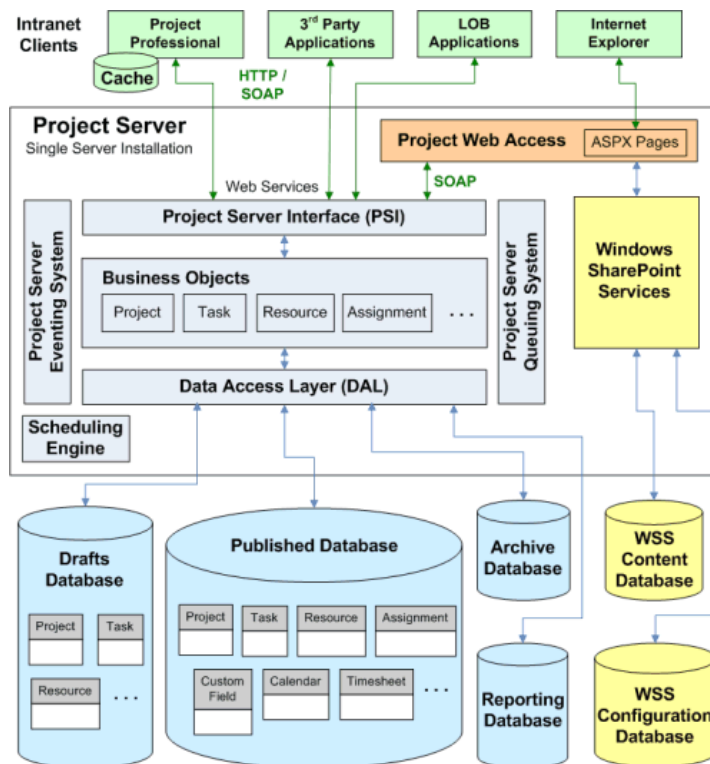 Intranet
Clients
Project
Professional
Cache
3rd Party
Applications
LOB
Applications
Internet
Explorer
HTTP /
SOAP
Project Server
Single Server Installation
Project Web Access
ASPX Pages
SOAP
Web Services
Project Server Interface (PSI)
Project Server
Eventing System
Business Objects
Project
Task
Resource
Assignment
. . .
Project Server
Queuing System
Windows
SharePoint
Services
Data Access Layer (DAL)
Scheduling
Engine
Drafts
Database
Project
Task
Resource
. . .
Published Database
Project
Task
Resource
Assignment
Custom
Field
Calendar
Timesheet
. . .
Archive
Database
Reporting
Database
WSS
Content
Database
WSS
Configuration
Database